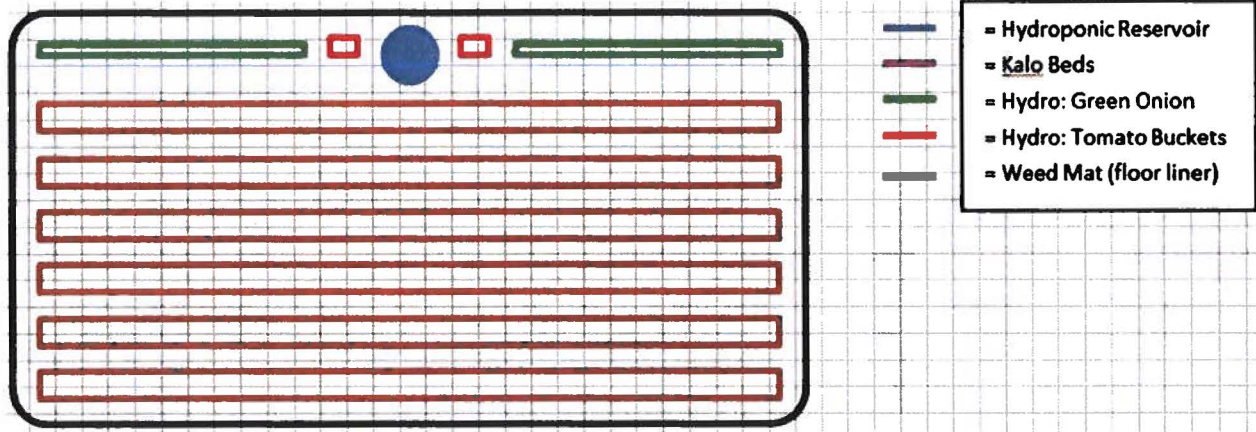 = Hydroponic Reservoir
= Kalo Beds
= Hydro: Green Onion
= Hydro: Tomato Buckets
= Weed Mat (floor liner)